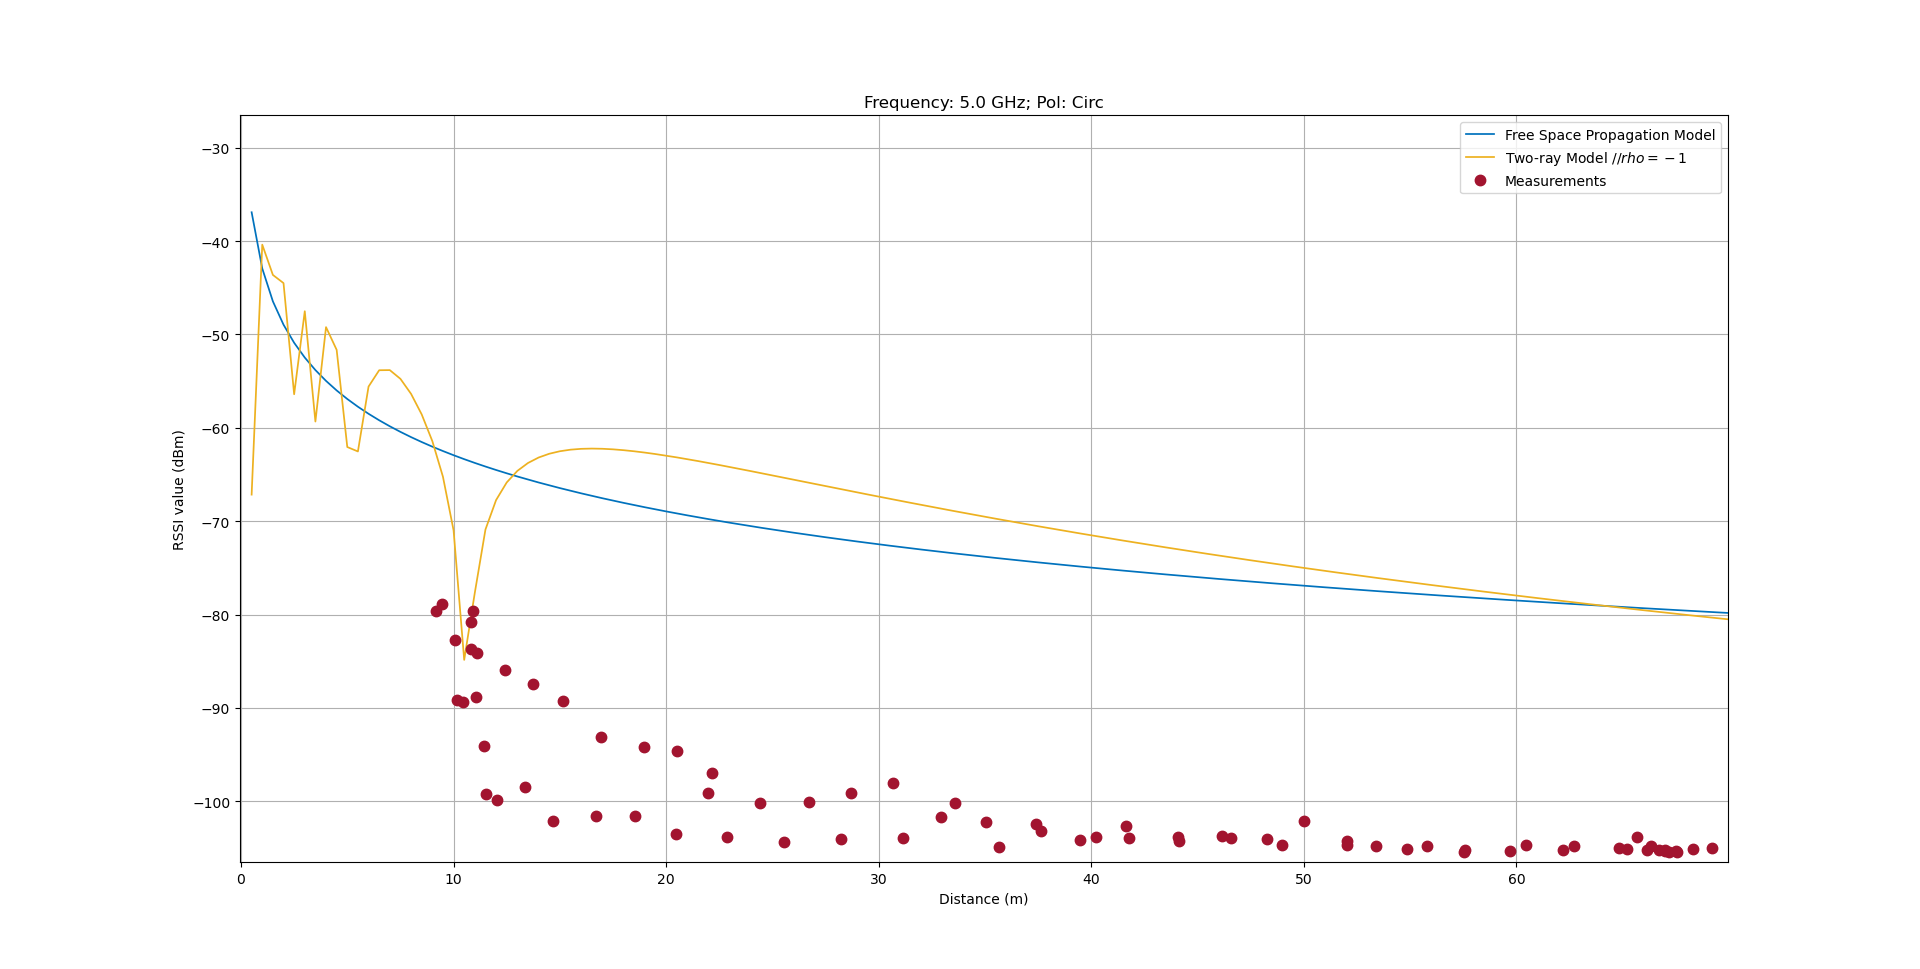 Frequency: 5.0 GHz; Pol: Circ
Free Space Propagation Model
Two-ray Model //rho = −1
Measurements
RSSI value (dBm)
−30
−40
−50
−60
−70
−80
−90
−100
0 10 20 30 40 50 60
Distance (m)